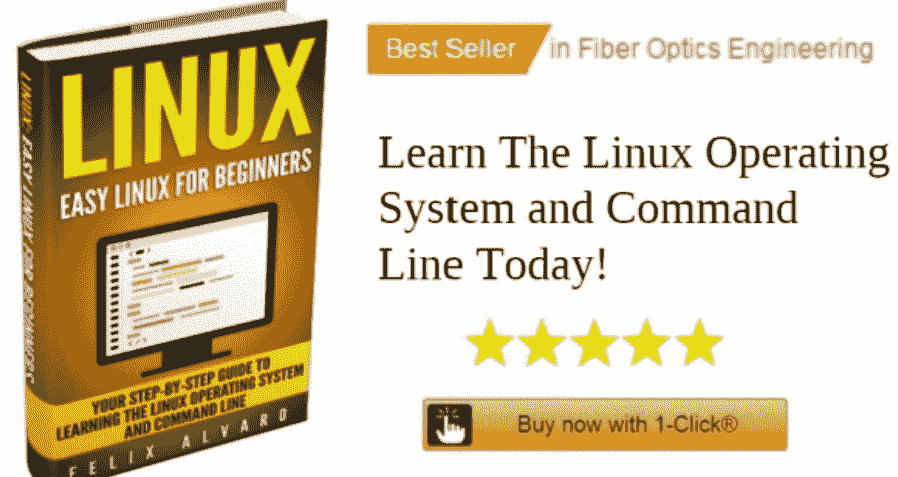 LINUX
EASY LINUX FOR BEGINNERS
LINUX: EASY LINUX FOR BEGINNERS
YOUR STEP-BY-STEP GUIDE TO
LEARNING THE LINUX OPERATING SYSTEM
AND COMMAND LINE
FELIX ALVARO
Best Seller in Fiber Optics Engineering
Learn The Linux Operating
System and Command
Line Today!
Buy now with 1-Click®